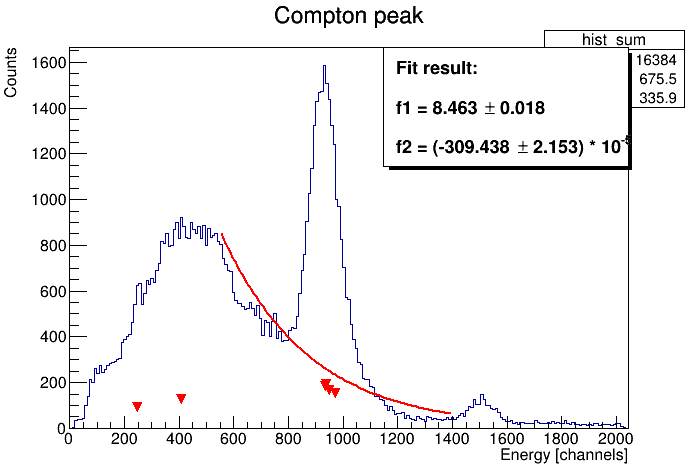 Compton peak
hist_sum
16384
675.5
335.9
Fit result:
f1 = 8.463 ± 0.018
f2 = (-309.438 ± 2.153) * 10
Counts
1600
1400
1200
1000
800
600
400
200
0
0 200 400 600 800 1000 1200 1400 1600 1800 2000
Energy [channels]